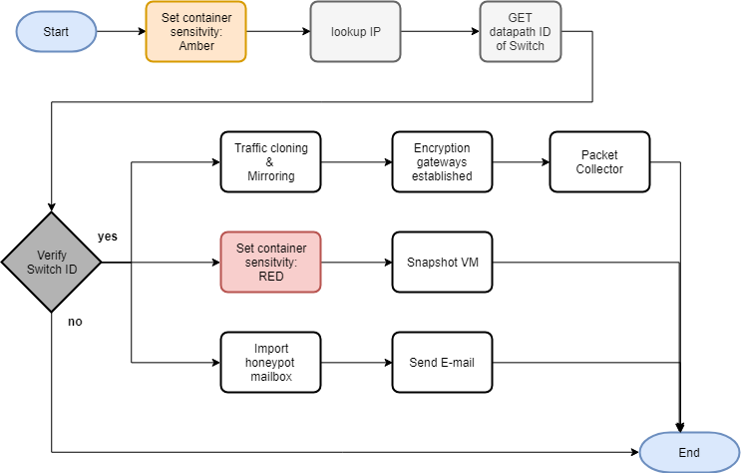 Start
Set container
sensitvity:
Amber
lookup IP
GET
datapath ID
of Switch
Traffic cloning
&
Mirroring
Encryption
gateways
established
Packet
Collector
yes
Verify
Switch ID
Set container
sensitvity:
RED
Snapshot VM
no
Import
honeypot
mailbox
Send E-mail
End